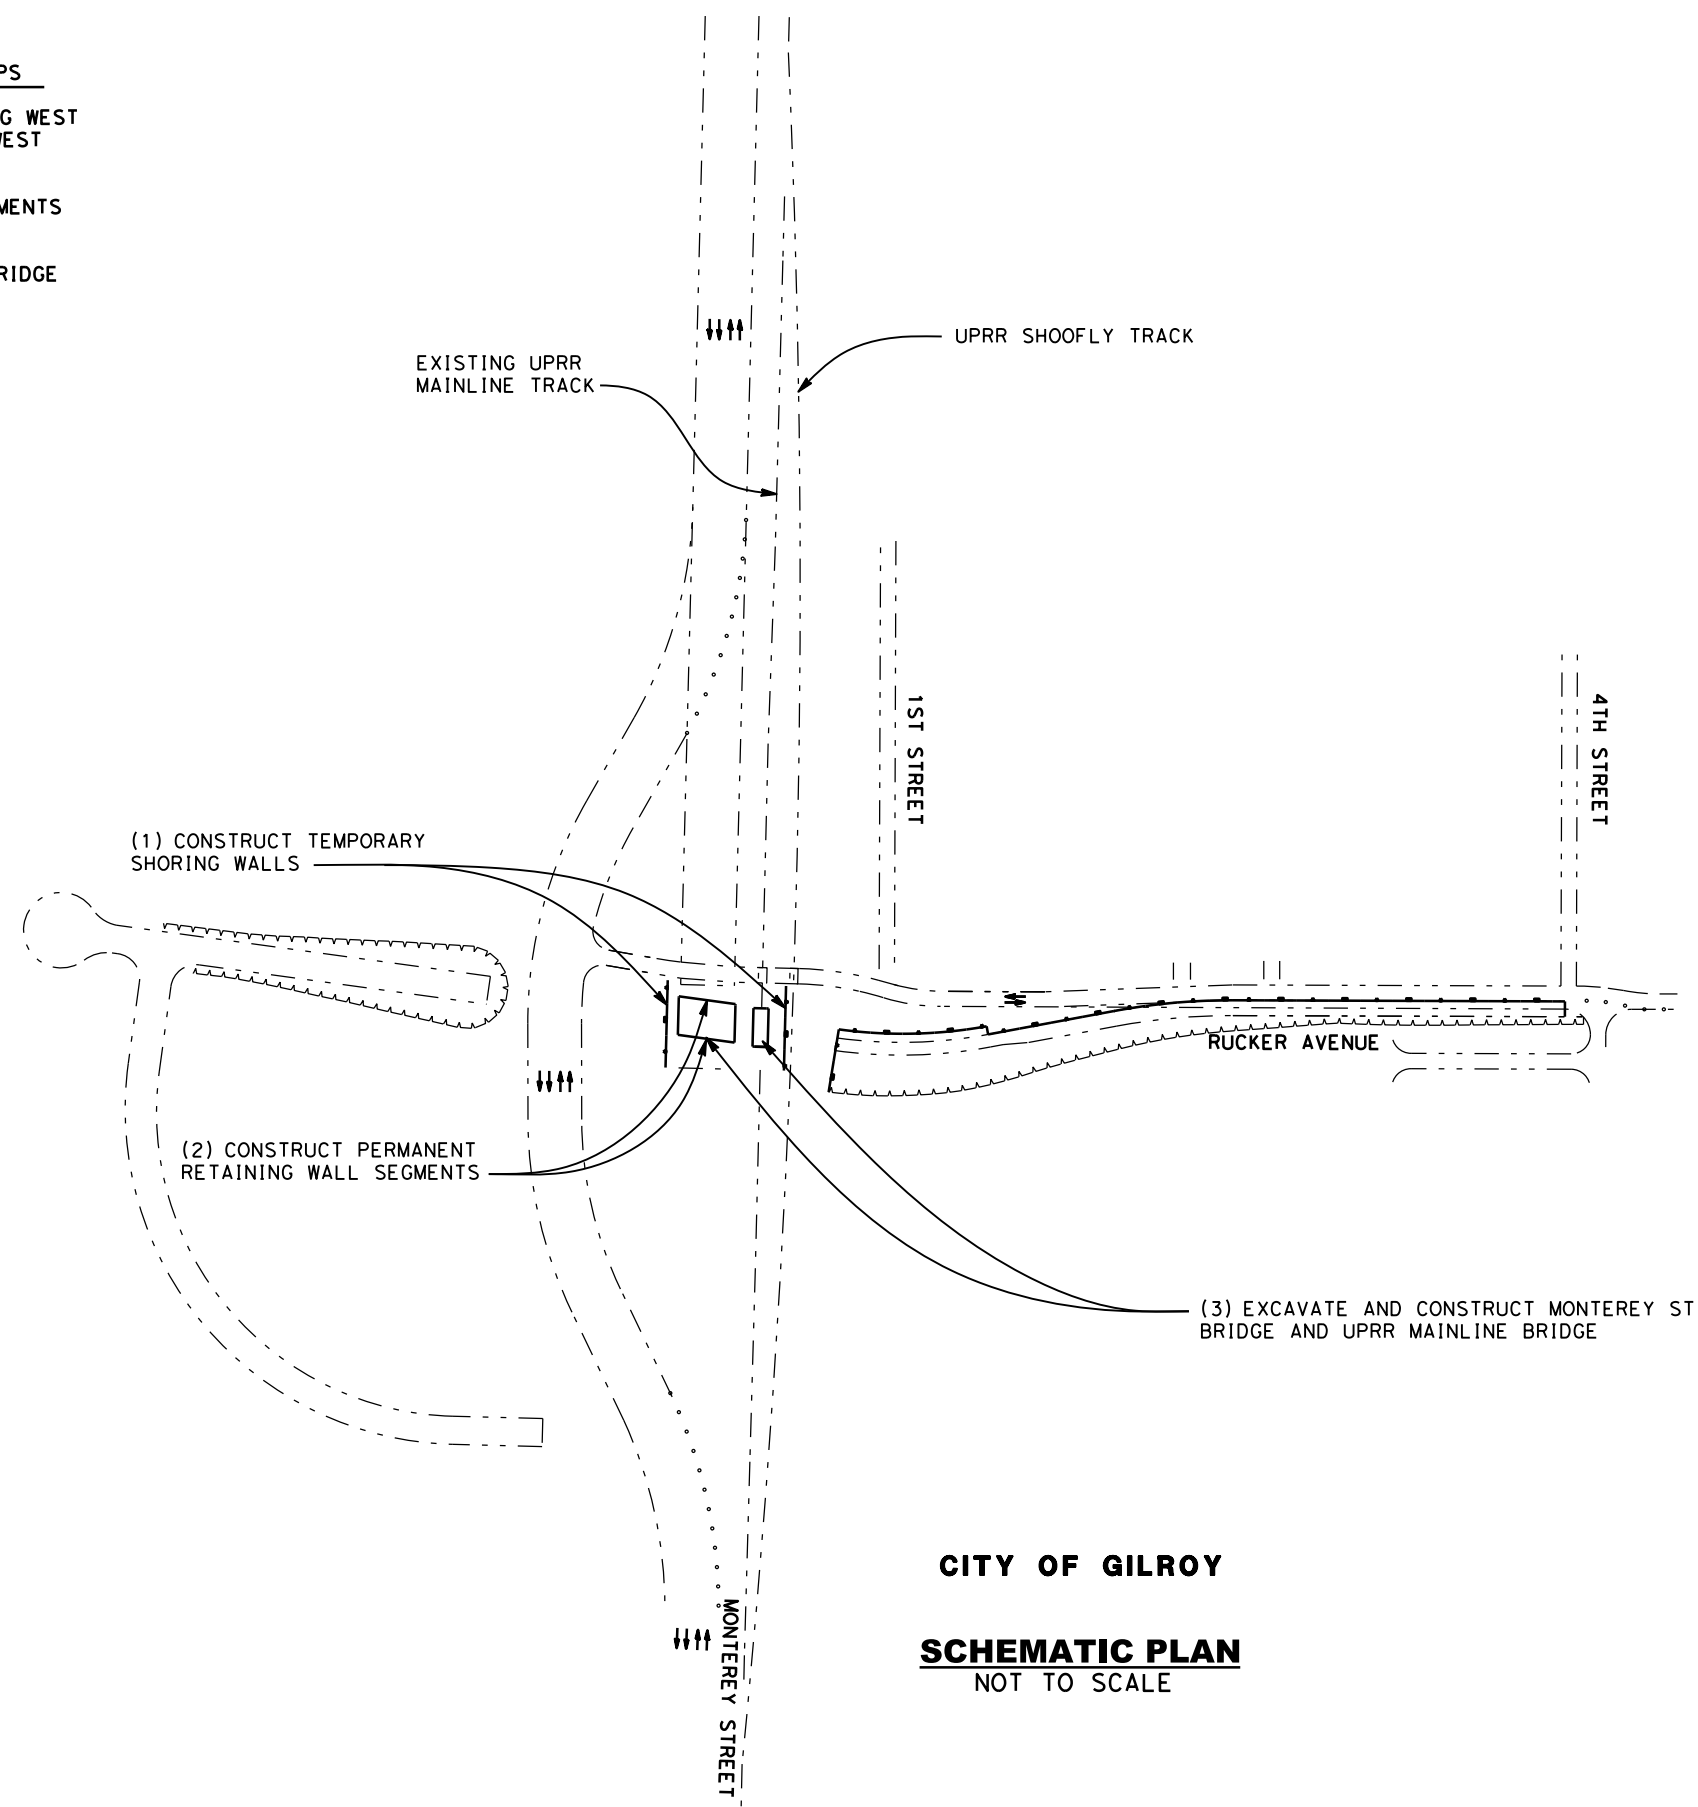 PS
G WEST
WEST
MENTS
RIDGE
UPRR SHOOFLY TRACK
EXISTING UPRR
MAINLINE TRACK
1ST STREET
4TH STREET
(1) CONSTRUCT TEMPORARY
SHORING WALLS
RUCKER AVENUE
(2) CONSTRUCT PERMANENT
RETAINING WALL SEGMENTS
(3) EXCAVATE AND CONSTRUCT MONTEREY ST
BRIDGE AND UPRR MAINLINE BRIDGE
MONTEREY STREET
CITY OF GILROY
SCHEMATIC PLAN
NOT TO SCALE